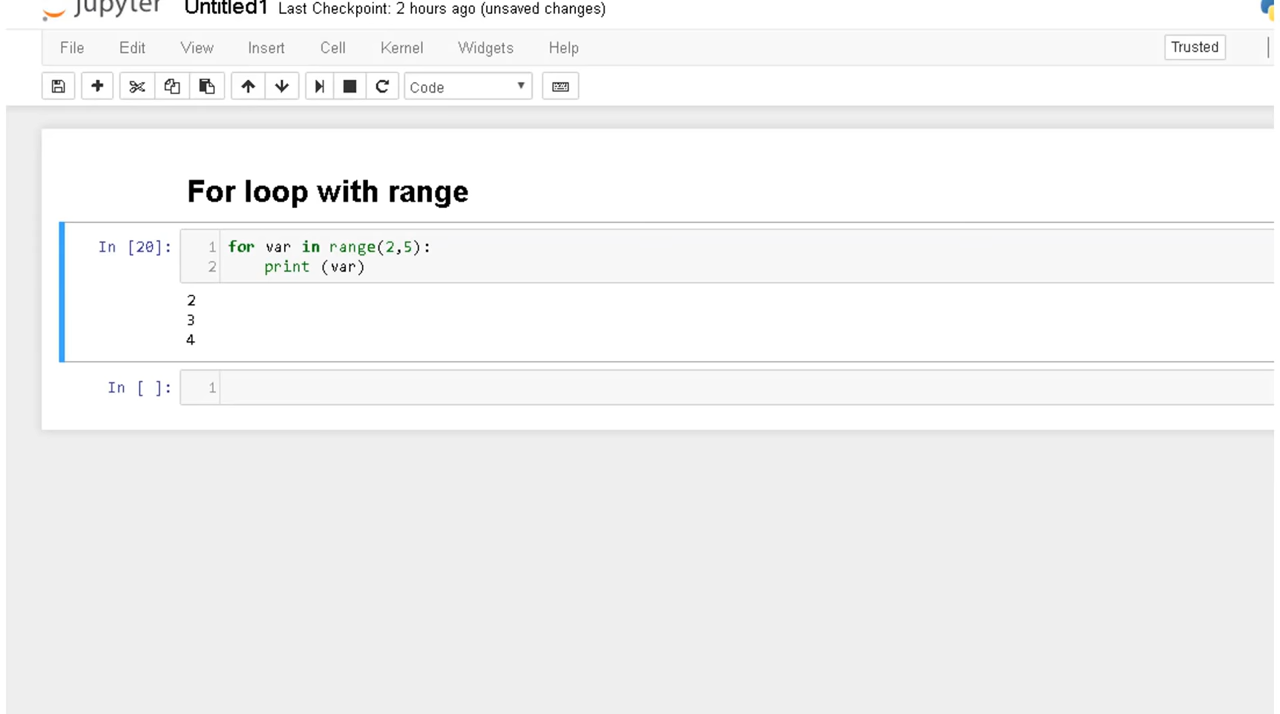 jupyter Untitled1 Last Checkpoint: 2 hours ago (unsaved changes)
File Edit View Insert Cell Kernel Widgets Help Trusted
Code
For loop with range
In [20]: 1 for var in range(2,5):
2 print (var)
2
3
4
In [ ]: 1